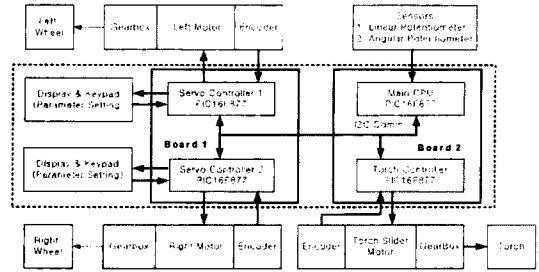 Left
Wheel
Gearbox
Left Motor
Encoder
Sensors
1. Linear Potentiometer
2. Angular Potentiometer
Display & Keypad
(Parameter Setting)
Servo Controller 1
PIC16F877
Main CPU
PIC16F877
I2C Comm.
Board 1
Board 2
Display & Keypad
(Parameter Setting)
Servo Controller 2
PIC16F877
Torch Controller
PIC16F877
Right
Wheel
Gearbox
Right Motor
Encoder
Encoder
Torch Slider
Motor
GearBox
Torch